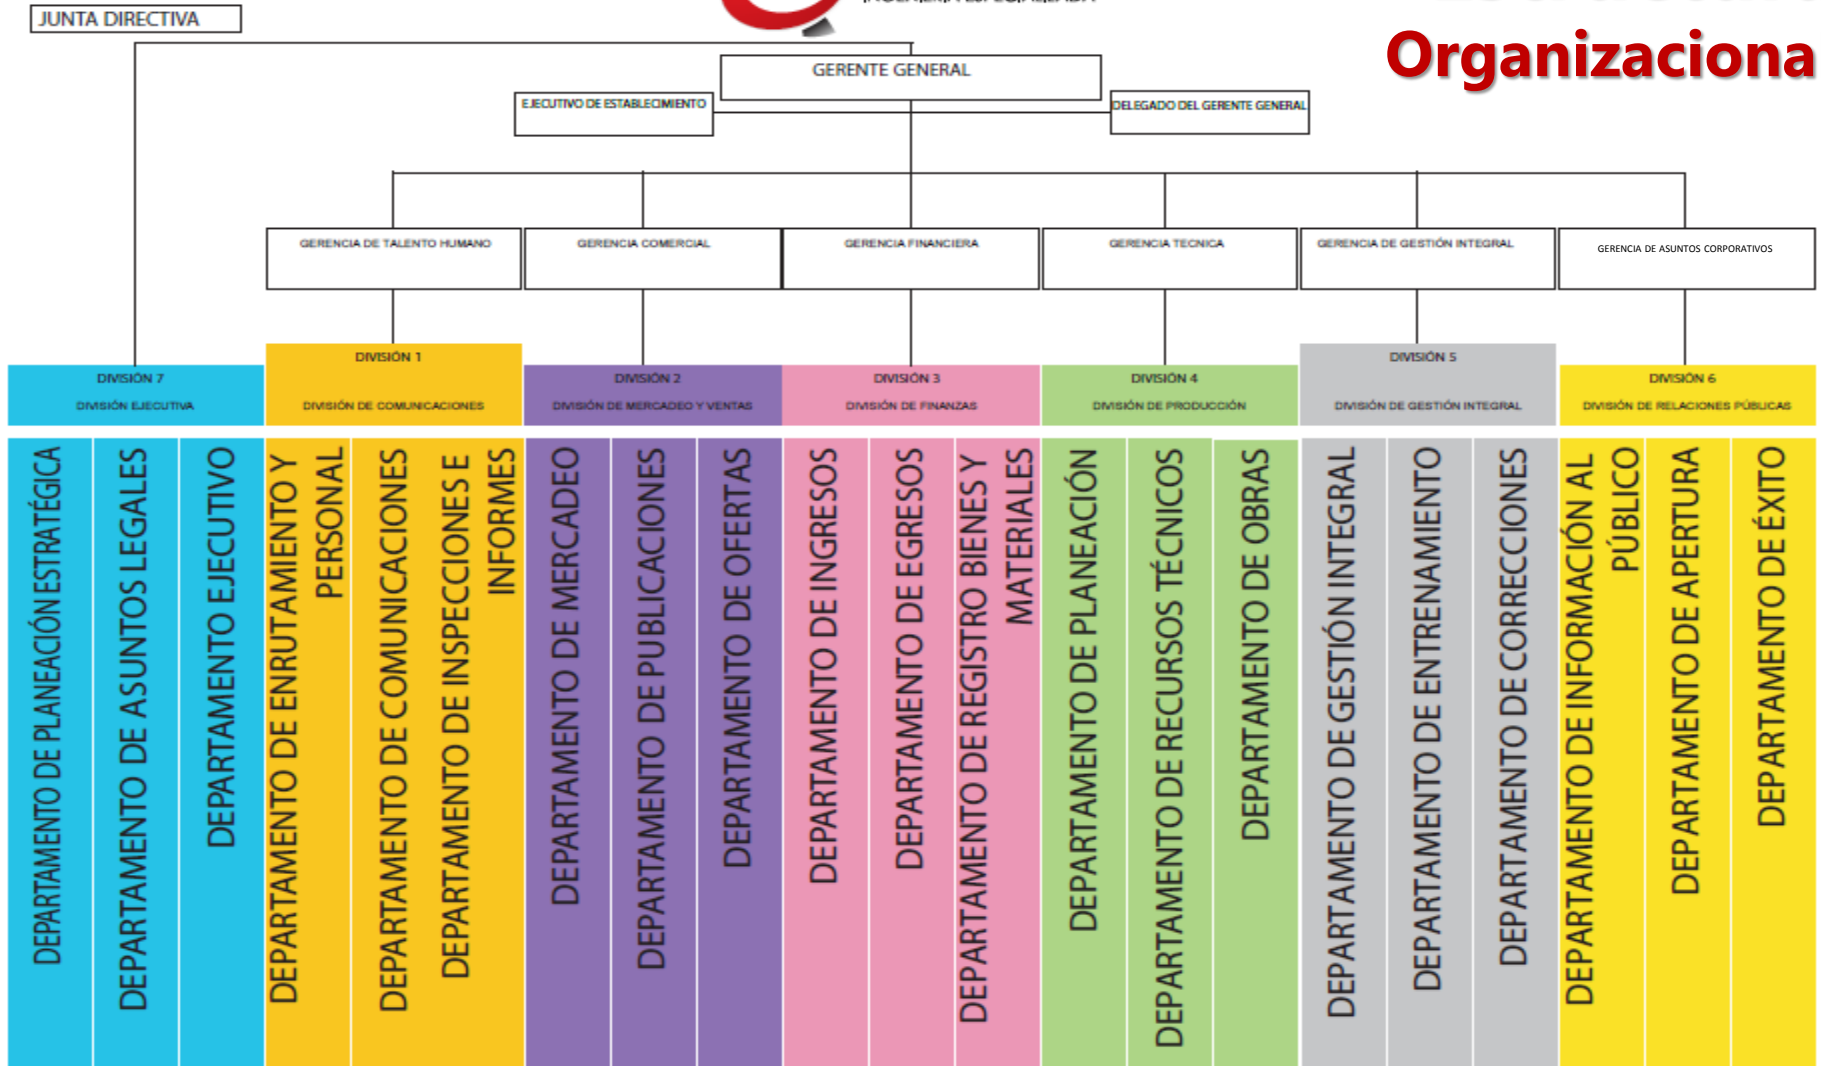 JUNTA DIRECTIVA
Organizaciona
GERENTE GENERAL
EJECUTIVO DE ESTABLECIMIENTO
DELEGADO DEL GERENTE GENERAL
GERENCIA DE TALENTO HUMANO
GERENCIA COMERCIAL
GERENCIA FINANCIERA
GERENCIA TECNICA
GERENCIA DE GESTIÓN INTEGRAL
GERENCIA DE ASUNTOS CORPORATIVOS
DIVISIÓN 7
DIVISIÓN EJECUTIVA
DIVISIÓN 1
DIVISIÓN DE COMUNICACIONES
DIVISIÓN 2
DIVISIÓN DE MERCADEO Y VENTAS
DIVISIÓN 3
DIVISIÓN DE FINANZAS
DIVISIÓN 4
DIVISIÓN DE PRODUCCIÓN
DIVISIÓN 5
DIVISIÓN DE GESTIÓN INTEGRAL
DIVISIÓN 6
DIVISIÓN DE RELACIONES PÚBLICAS
DEPARTAMENTO DE PLANEACIÓN ESTRATÉGICA
DEPARTAMENTO DE ASUNTOS LEGALES
DEPARTAMENTO EJECUTIVO
DEPARTAMENTO DE ENRUTAMIENTO Y
PERSONAL
DEPARTAMENTO DE COMUNICACIONES
DEPARTAMENTO DE INSPECCIONES E
INFORMES
DEPARTAMENTO DE MERCADEO
DEPARTAMENTO DE PUBLICACIONES
DEPARTAMENTO DE OFERTAS
DEPARTAMENTO DE INGRESOS
DEPARTAMENTO DE EGRESOS
DEPARTAMENTO DE REGISTRO BIENES Y
MATERIALES
DEPARTAMENTO DE PLANEACIÓN
DEPARTAMENTO DE RECURSOS TÉCNICOS
DEPARTAMENTO DE OBRAS
DEPARTAMENTO DE GESTIÓN INTEGRAL
DEPARTAMENTO DE ENTRENAMIENTO
DEPARTAMENTO DE CORRECCIONES
DEPARTAMENTO DE INFORMACIÓN AL
PÚBLICO
DEPARTAMENTO DE APERTURA
DEPARTAMENTO DE ÉXITO